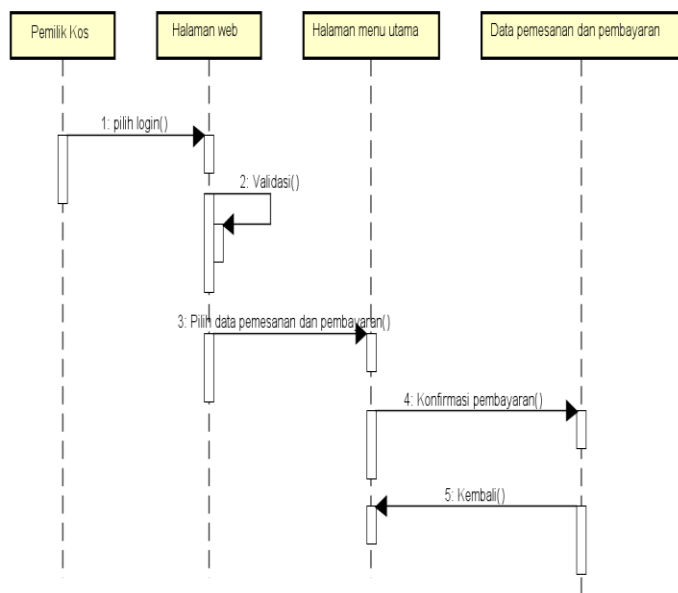 Pemilik Kos
Halaman web
Halaman menu utama
Data pemesanan dan pembayaran
1: pilih login()
2: Validasi()
3: Pilih data pemesanan dan pembayaran()
4: Konfirmasi pembayaran()
5: Kembali()